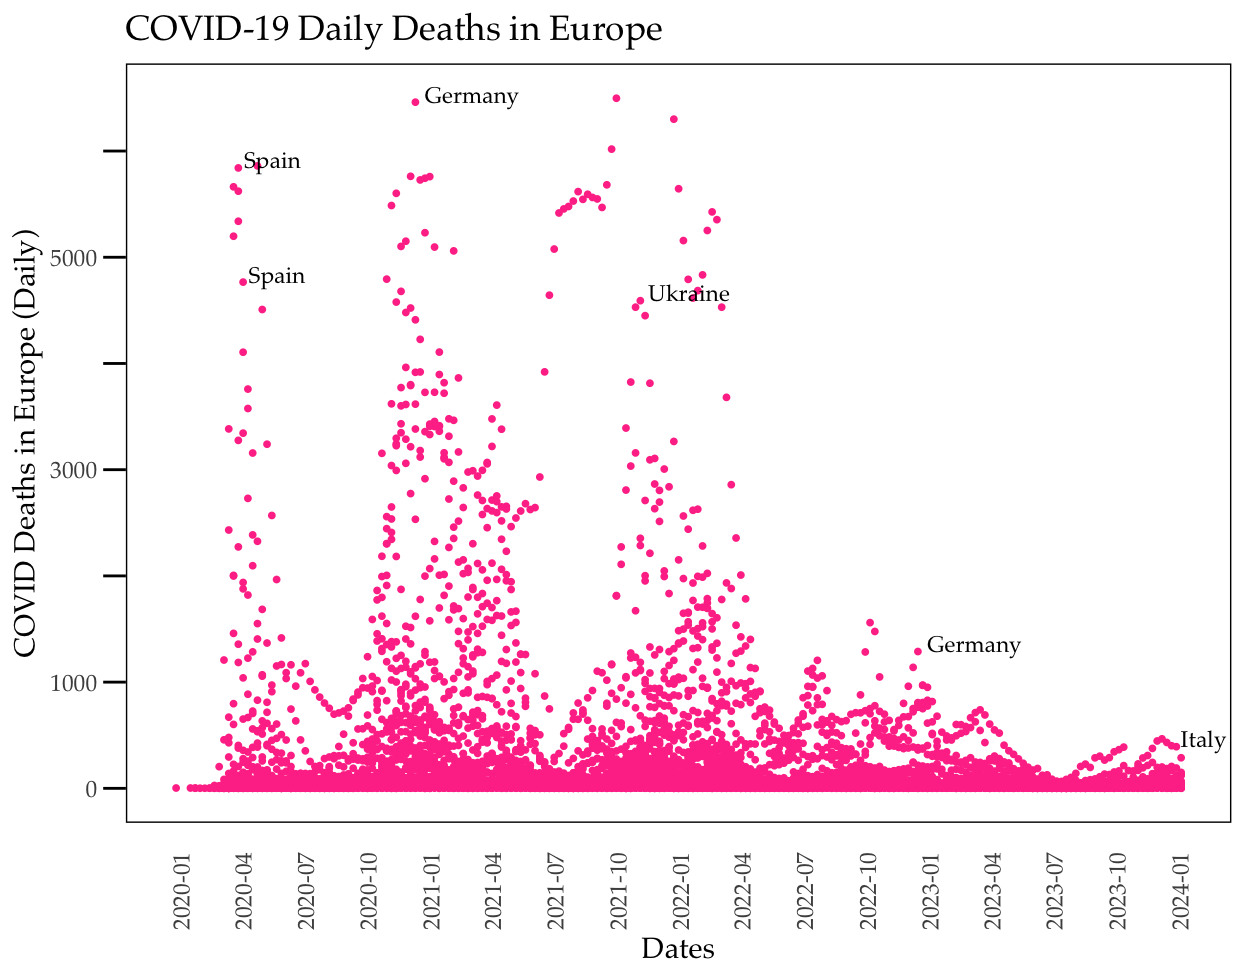 COVID-19 Daily Deaths in Europe
Germany
Spain
Spain
Ukraine
Germany
Italy
COVID Deaths in Europe (Daily)
5000
3000
1000
0
2020-01
2020-04
2020-07
2020-10
2021-01
2021-04
2021-07
2021-10
2022-01
2022-04
2022-07
2022-10
2023-01
2023-04
2023-07
2023-10
2024-01
Dates